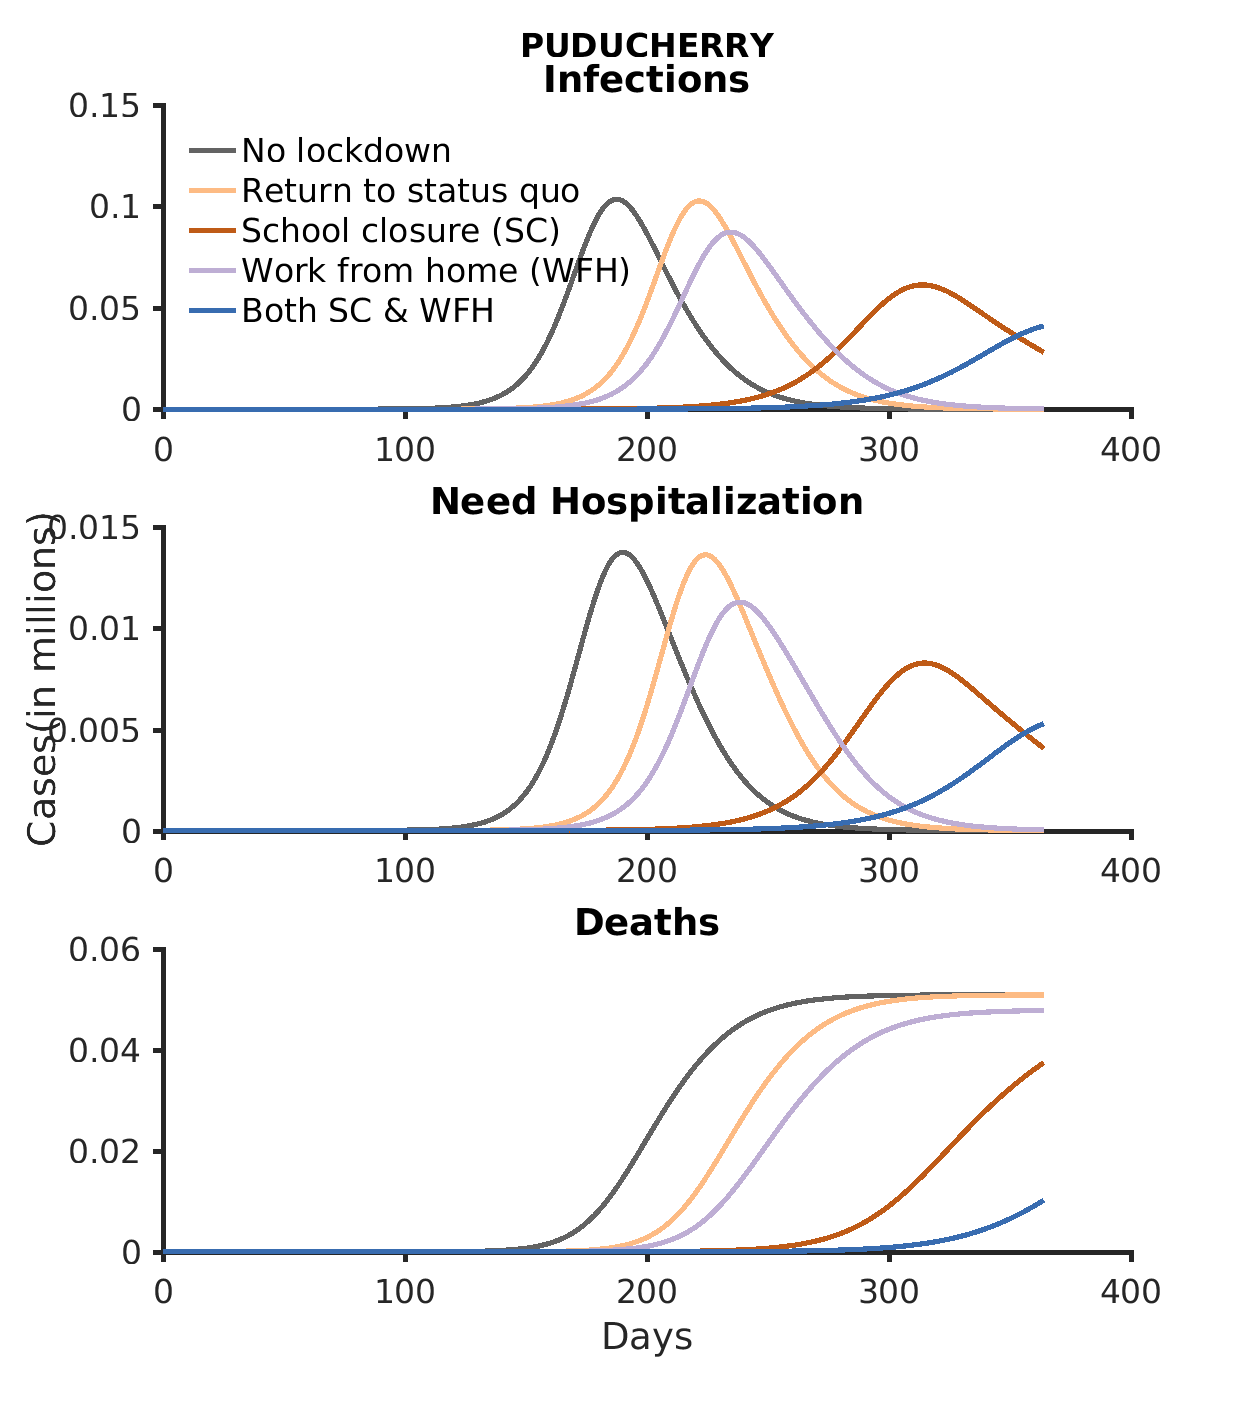 PUDUCHERRY
Infections
0.15
0.1
0.05
0
No lockdown
Return to status quo
School closure (SC)
Work from home (WFH)
Both SC & WFH
0 100 200 300 400
Need Hospitalization
Cases(in millions)
0.015
0.01
0.005
0
0 100 200 300 400
Deaths
0.06
0.04
0.02
0
0 100 200 300 400
Days